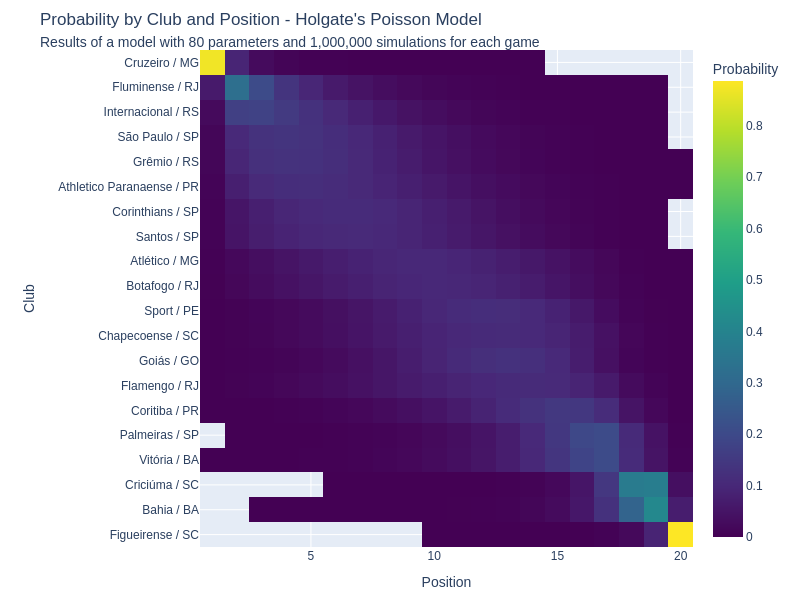 Probability by Club and Position - Holgate's Poisson Model
Results of a model with 80 parameters and 1,000,000 simulations for each game
Probability
Club
Cruzeiro / MG
Fluminense / RJ
Internacional / RS
São Paulo / SP
Grêmio / RS
Athletico Paranaense / PR
Corinthians / SP
Santos / SP
Atlético / MG
Botafogo / RJ
Sport / PE
Chapecoense / SC
Goiás / GO
Flamengo / RJ
Coritiba / PR
Palmeiras / SP
Vitória / BA
Criciúma / SC
Bahia / BA
Figueirense / SC
0.8
0.7
0.6
0.5
0.4
0.3
0.2
0.1
0
5
10
15
20
Position